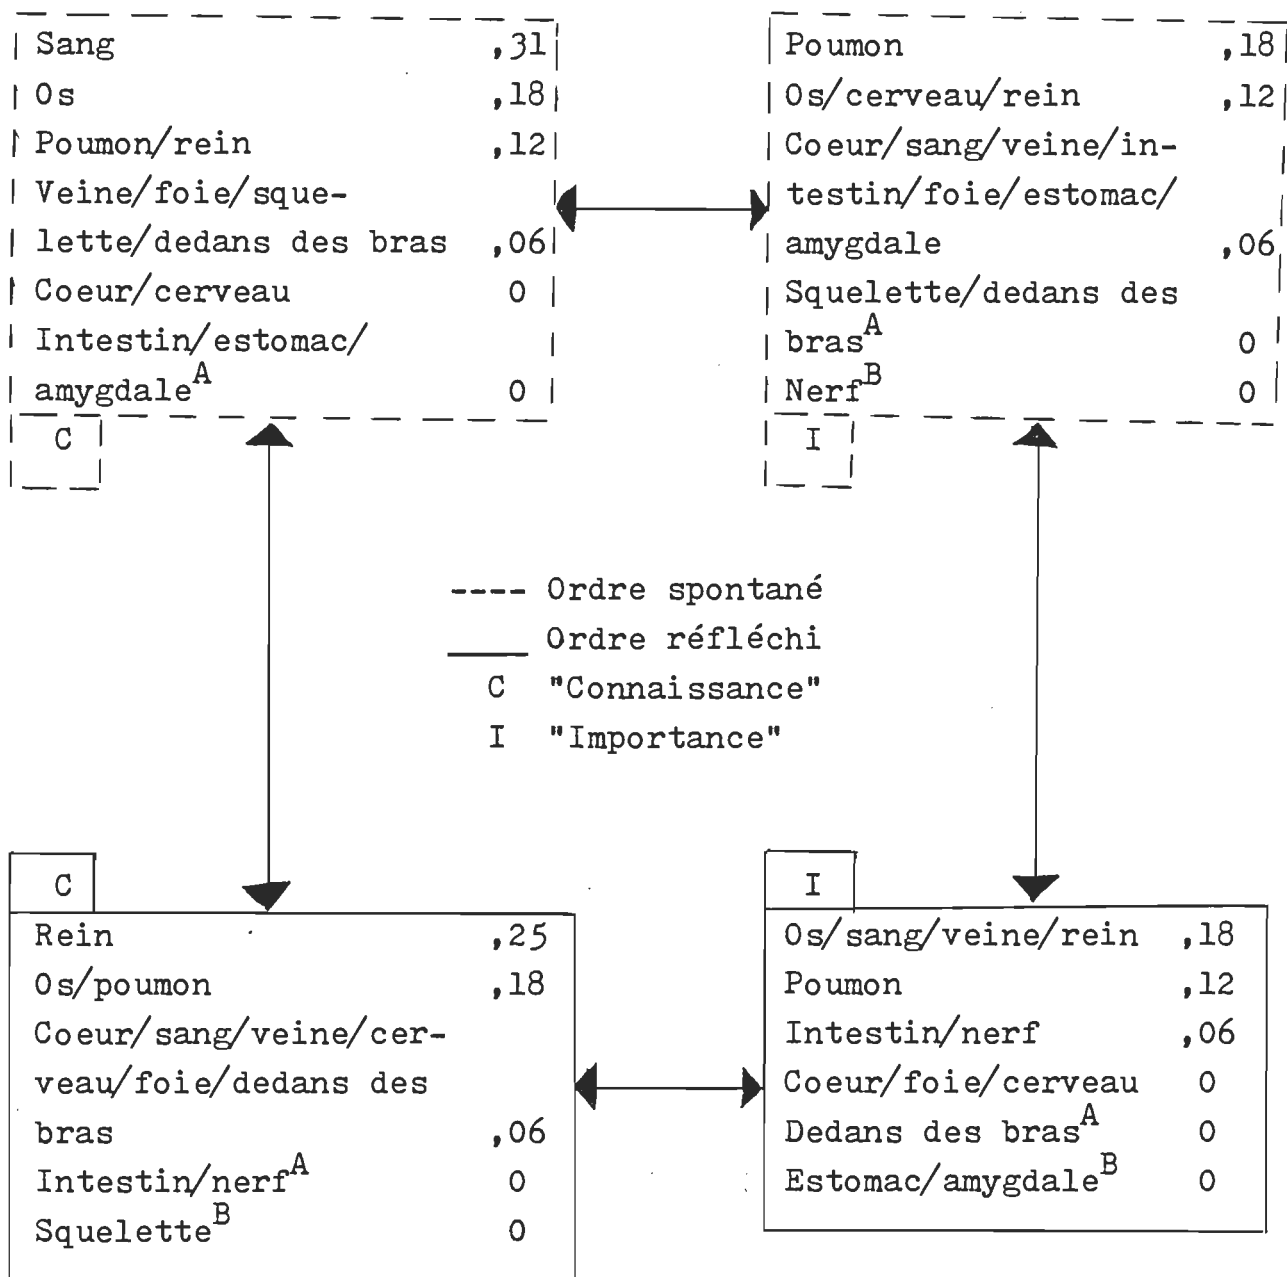 Sang ,31
Os ,18
Poumon/rein ,12
Veine/foie/sque-
lette/dedans des bras ,06
Coeur/cerveau 0
Intestin/estomac/
amygdale^A 0
C
Poumon ,18
Os/cerveau/rein ,12
Coeur/sang/veine/in-
testin/foie/estomac/
amygdale ,06
Squelette/dedans des
bras^A 0
Nerf^B 0
I
---- Ordre spontané
____ Ordre réfléchi
C "Connaissance"
I "Importance"
C
Rein ,25
Os/poumon ,18
Coeur/sang/veine/cer-
veau/foie/dedans des
bras ,06
Intestin/nerf^A 0
Squelette^B 0
I
Os/sang/veine/rein ,18
Poumon ,12
Intestin/nerf ,06
Coeur/foie/cerveau 0
Dedans des bras^A 0
Estomac/amygdale^B 0